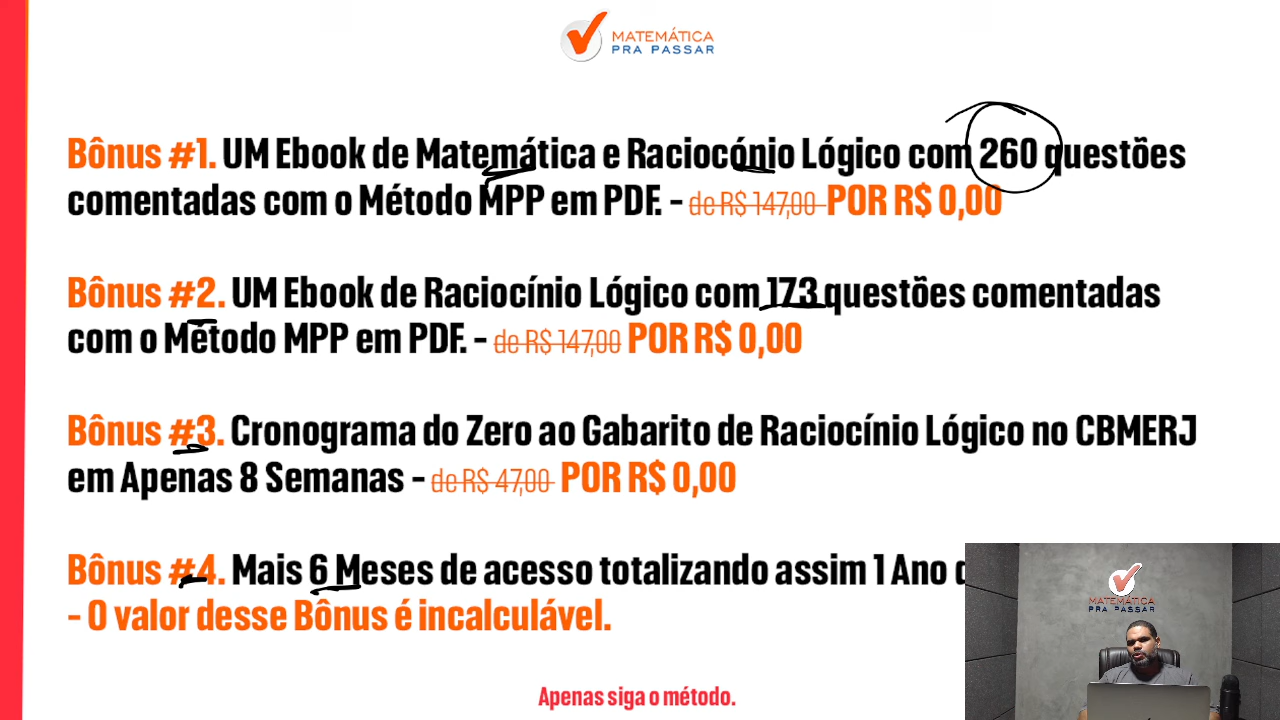 MATEMÁTICA
PRA PASSAR
Bônus #1. UM Ebook de Matemática e Raciocónio Lógico com 260 questões
comentadas com o Método MPP em PDF. - de R$ 147,00 POR R$ 0,00
Bônus #2. UM Ebook de Raciocínio Lógico com 173 questões comentadas
com o Método MPP em PDF. - de R$ 147,00 POR R$ 0,00
Bônus #3. Cronograma do Zero ao Gabarito de Raciocínio Lógico no CBMERJ
em Apenas 8 Semanas - de R$ 47,00 POR R$ 0,00
Bônus #4. Mais 6 Meses de acesso totalizando assim 1 Ano
- O valor desse Bônus é incalculável.
MATEMÁTICA
PRA PASSAR
Apenas siga o método.